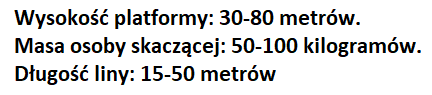 Wysokość platformy: 30-80 metrów.
Masa osoby skaczącej: 50-100 kilogramów.
Długość liny: 15-50 metrów